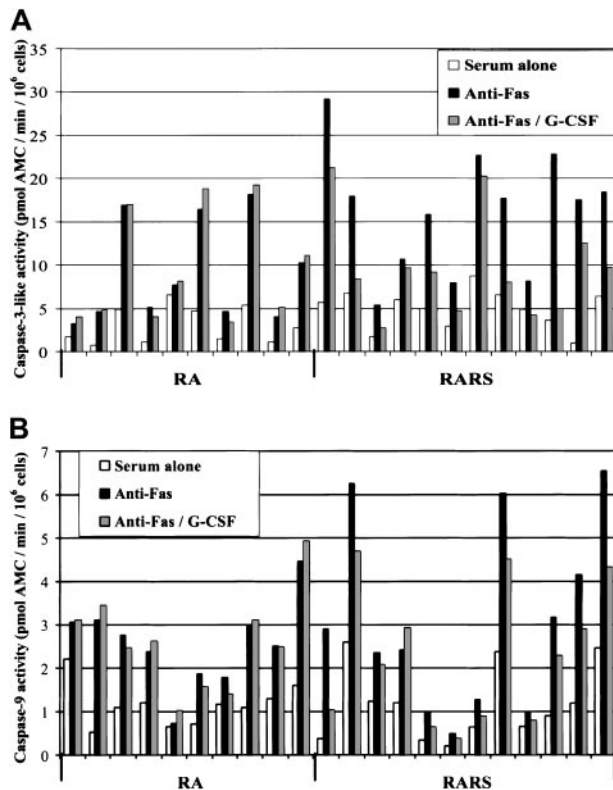 A
Caspase-3-like activity (pmol AMC / min / 10⁶ cells)
35
30
25
20
15
10
5
0
Serum alone
Anti-Fas
Anti-Fas / G-CSF
RA
RARS
B
Caspase-9 activity (pmol AMC / min / 10⁶ cells)
7
6
5
4
3
2
1
0
Serum alone
Anti-Fas
Anti-Fas / G-CSF
RA
RARS